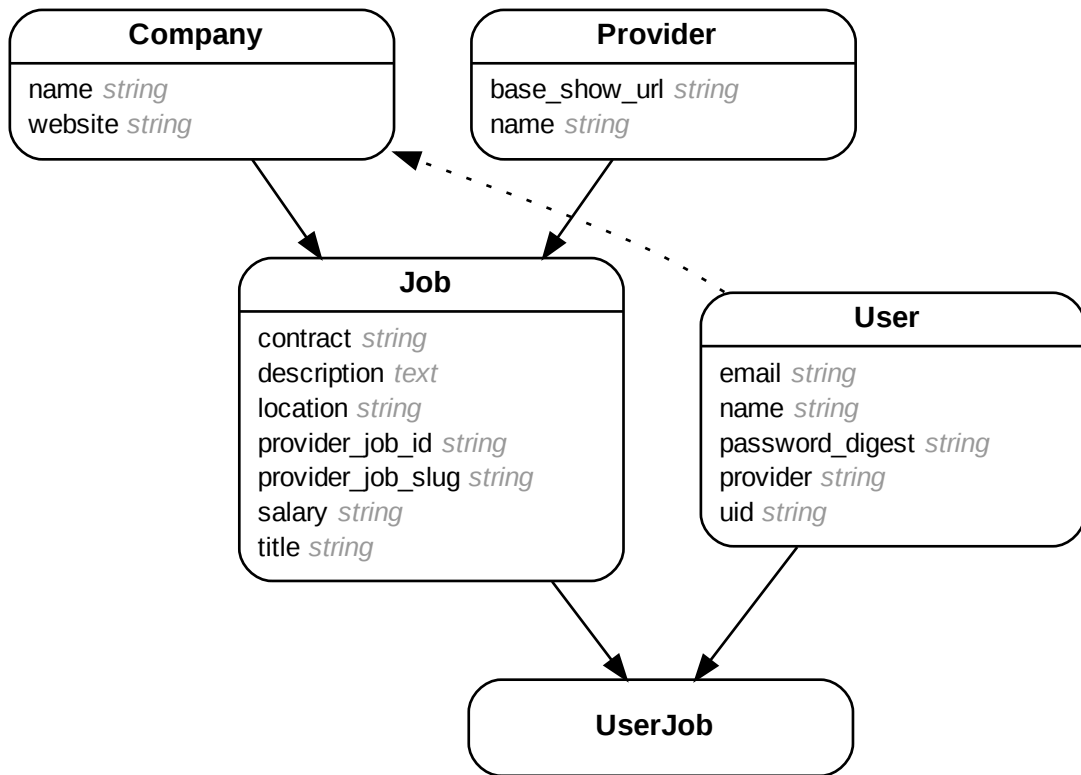 Company
name string
website string
Provider
base_show_url string
name string
Job
contract string
description text
location string
provider_job_id string
provider_job_slug string
salary string
title string
User
email string
name string
password_digest string
provider string
uid string
UserJob